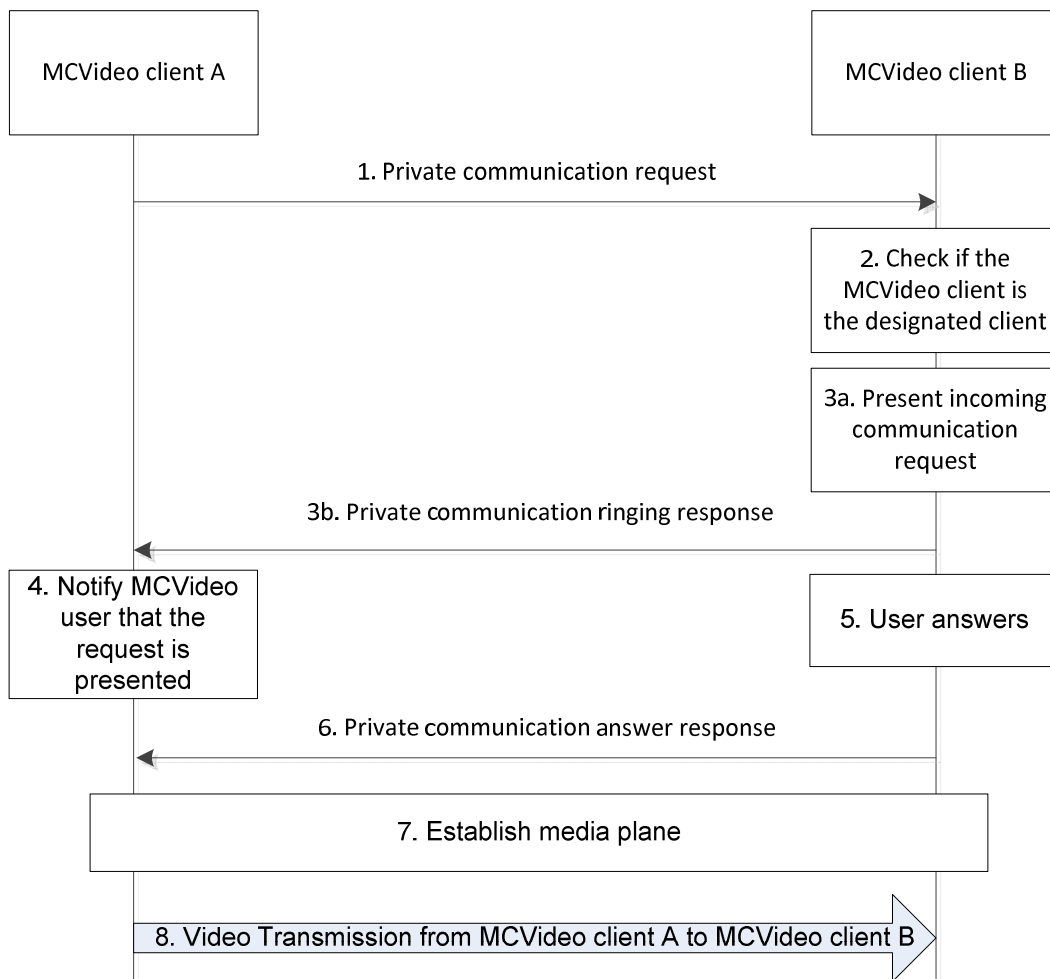 MCVideo client A
MCVideo client B
1. Private communication request
2. Check if the
MCVideo client is
the designated client
3a. Present incoming
communication
request
3b. Private communication ringing response
4. Notify MCVideo
user that the
request is
presented
5. User answers
6. Private communication answer response
7. Establish media plane
8. Video Transmission from MCVideo client A to MCVideo client B